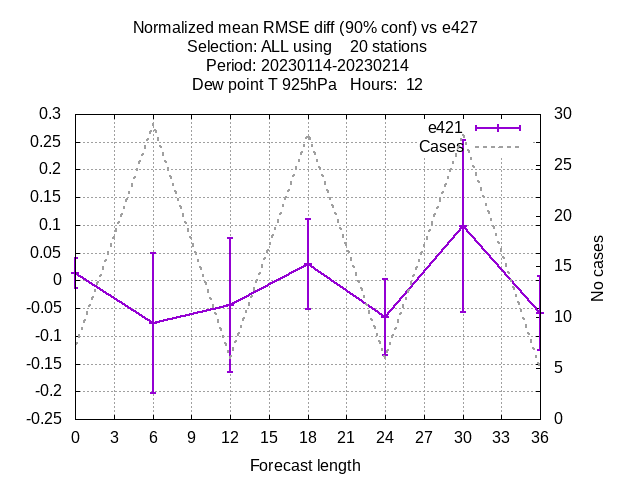 Normalized mean RMSE diff (90% conf) vs e427
Selection: ALL using    20 stations
Period: 20230114-20230214
Dew point T 925hPa   Hours:  12
e421
Cases
0.3
0.25
0.2
0.15
0.1
0.05
0
-0.05
-0.1
-0.15
-0.2
-0.25
30
25
20
15
10
5
0
No cases
0 3 6 9 12 15 18 21 24 27 30 33 36
Forecast length